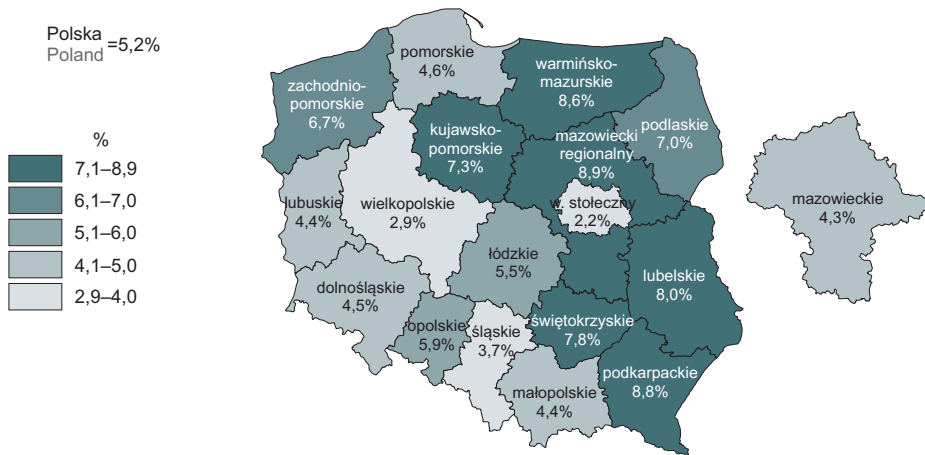 Polska
Poland =5,2%
%
7,1–8,9
6,1–7,0
5,1–6,0
4,1–5,0
2,9–4,0
pomorskie
4,6%
warmińsko-
mazurskie
8,6%
zachodnio-
pomorskie
6,7%
kujawsko-
pomorskie
7,3%
mazowiecki
regionalny
8,9%
podlaskie
7,0%
lubuskie
4,4%
wielkopolskie
2,9%
w. stołeczny
2,2%
mazowieckie
4,3%
łódzkie
5,5%
lubelskie
8,0%
dolnośląskie
4,5%
opolskie
5,9%
śląskie
3,7%
świętokrzyskie
7,8%
małopolskie
4,4%
podkarpackie
8,8%